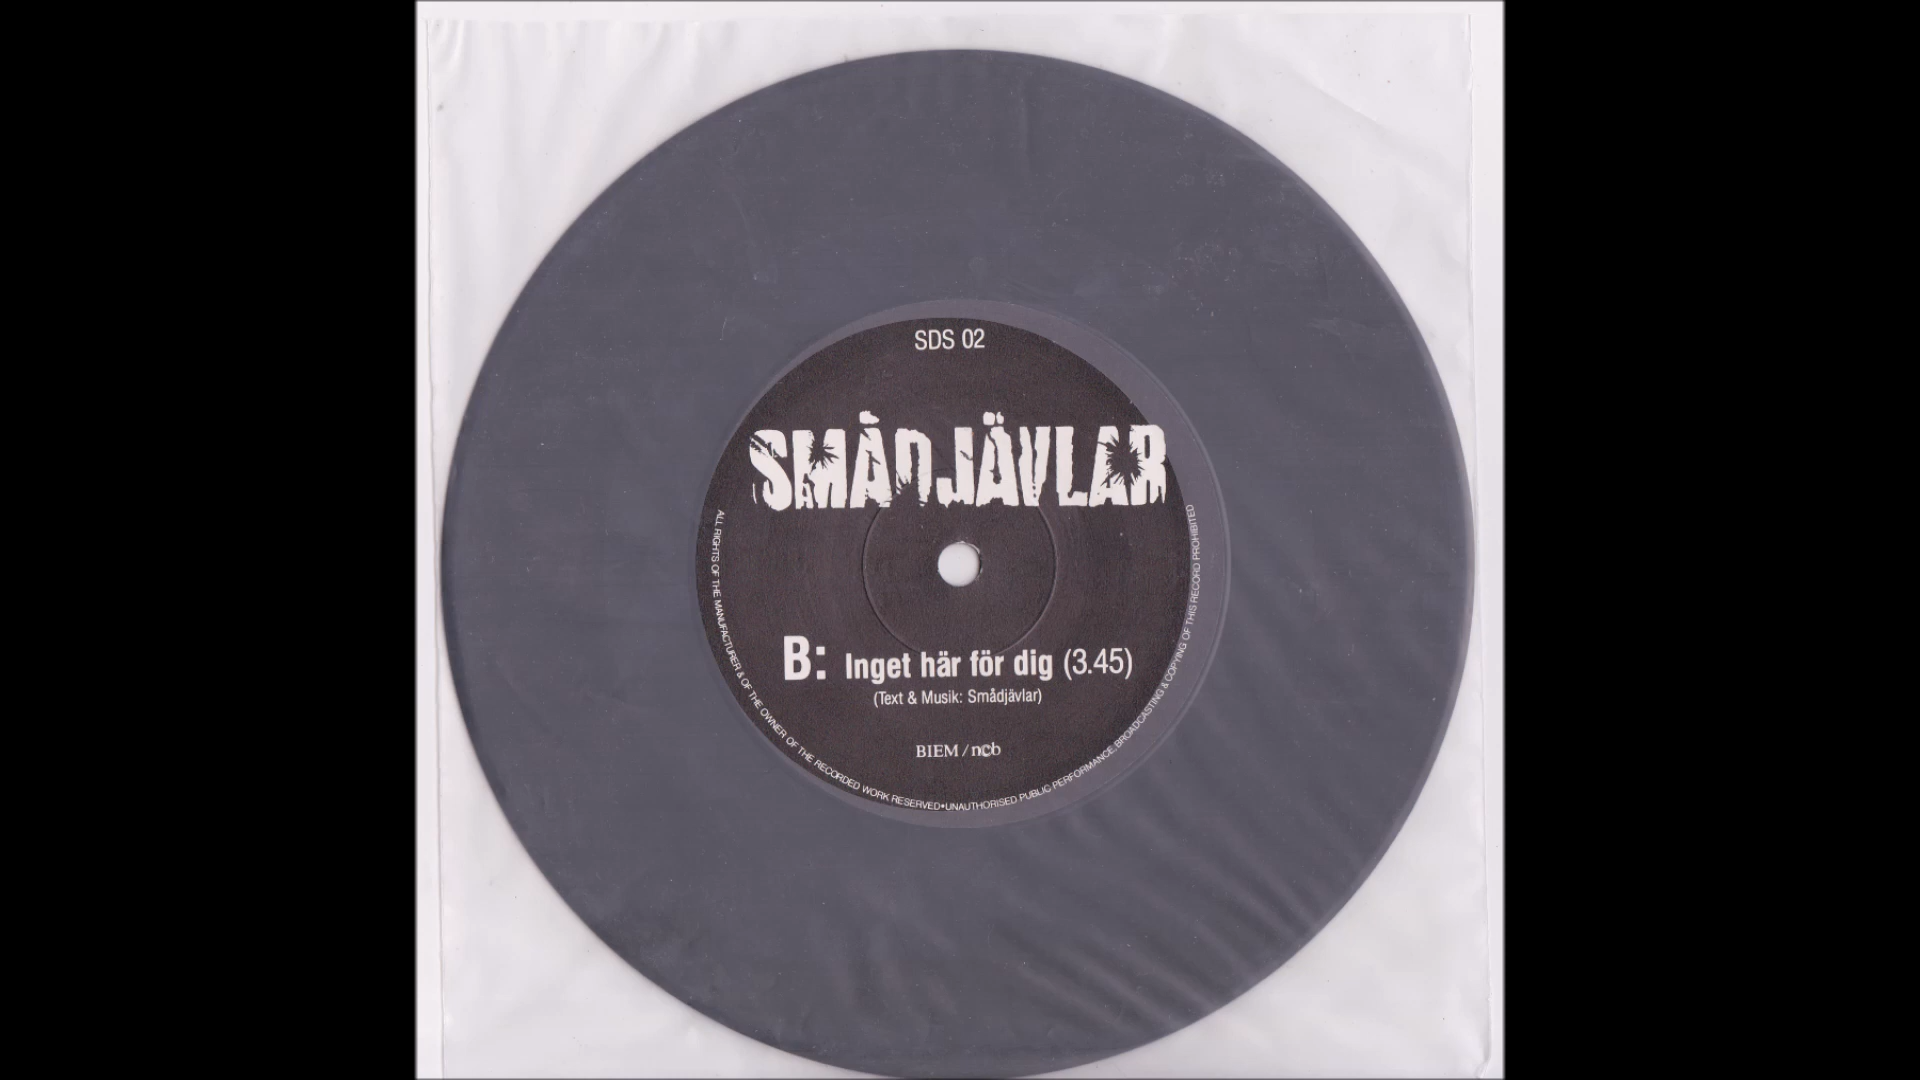 SDS 02
SMÅDJÄVLAR
B: Inget här för dig (3.45)
(Text & Musik: Smådjävlar)
BIEM / ncb
ALL RIGHTS OF THE MANUFACTURER & OF THE OWNER OF THE RECORDED WORK RESERVED•UNAUTHORISED PUBLIC PERFORMANCE, BROADCASTING & COPYING OF THIS RECORD PROHIBITED